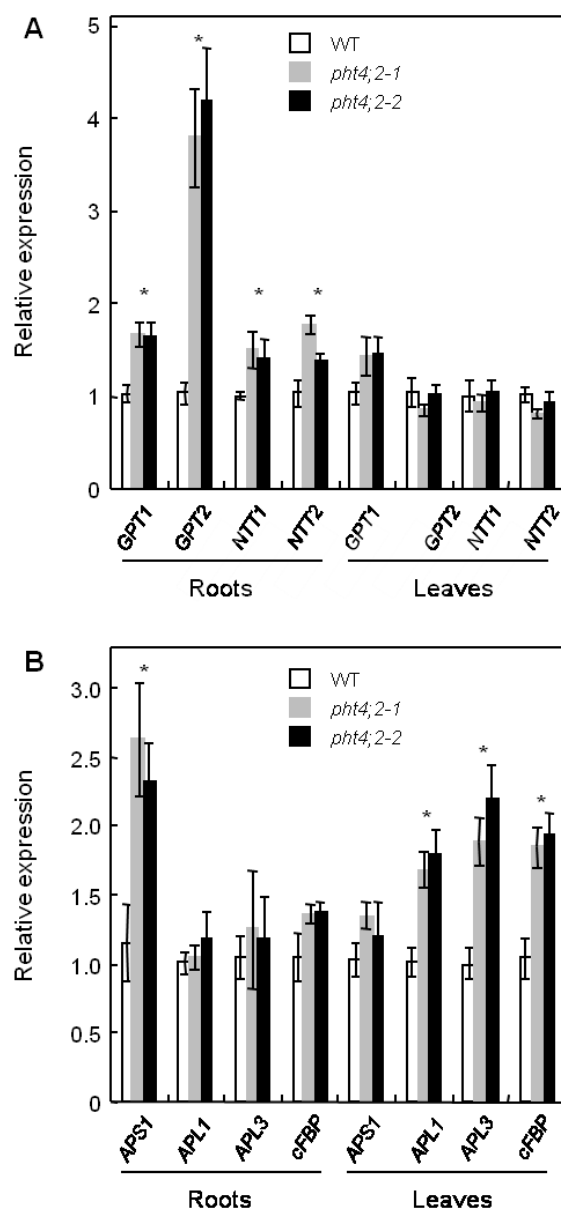 A
5
4
3
2
1
0
Relative expression
WT
pht4;2-1
pht4;2-2
*
*
*
*
GPT1
GPT2
NTT1
NTT2
GPT1
GPT2
NTT1
NTT2
Roots
Leaves
B
3.0
2.5
2.0
1.5
1.0
0.5
0
Relative expression
WT
pht4;2-1
pht4;2-2
*
*
*
*
APS1
APL1
APL3
cFBP
APS1
APL1
APL3
cFBP
Roots
Leaves